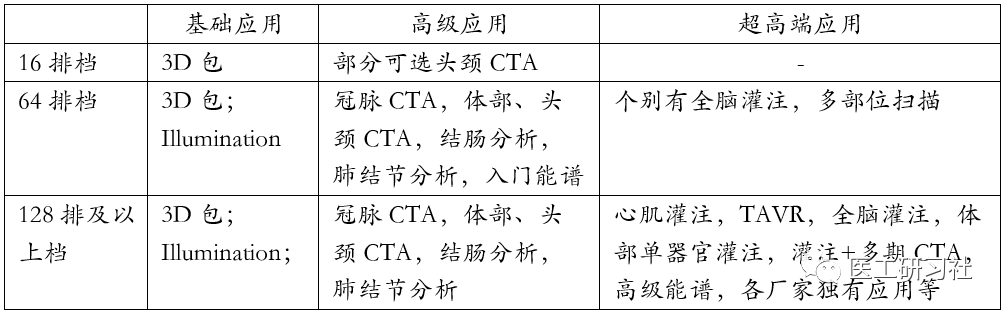 基础应用 高级应用 超高端应用
16 排档 3D 包 部分可选头颈 CTA -
64 排档 3D 包； 冠脉 CTA，体部、头 个别有全脑灌注，多部位扫描
Illumination 颈 CTA，结肠分析，
肺结节分析，入门能谱
128 排及以 3D 包； 冠脉 CTA，体部、头 心肌灌注，TAVR，全脑灌注，体
上档 Illumination； 颈 CTA，结肠分析， 部单器官灌注，灌注+多期 CTA，
肺结节分析 高级能谱，各厂家独有应用等
医工研习社